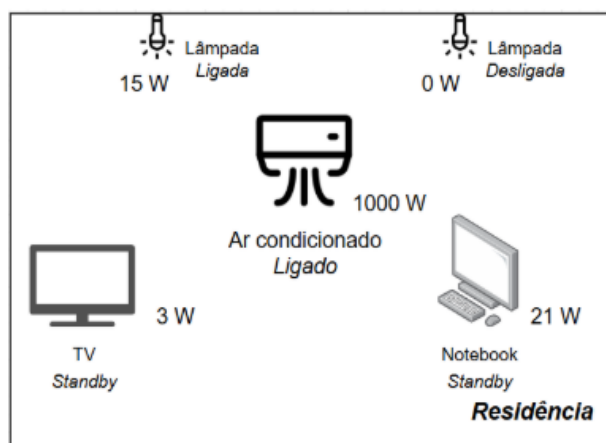 Lâmpada
Ligada
15 W
Lâmpada
Desligada
0 W
1000 W
Ar condicionado
Ligado
3 W
TV
Standby
21 W
Notebook
Standby
Residência